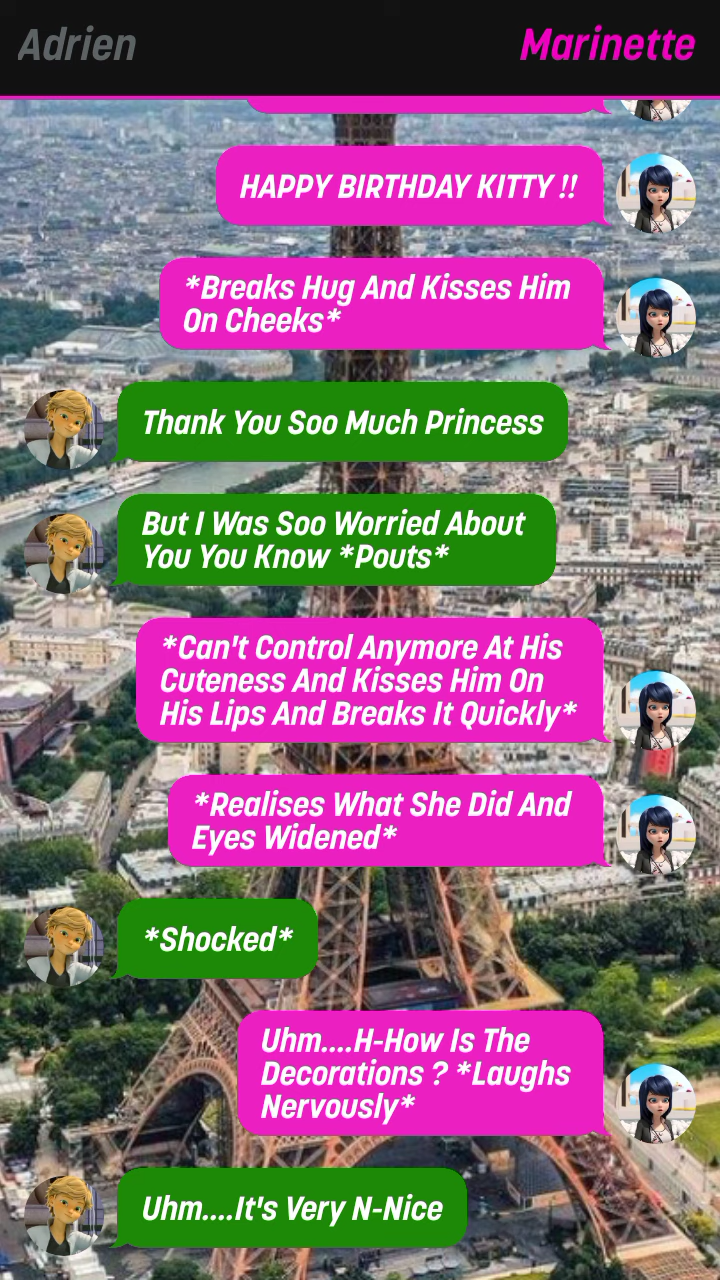 Adrien Marinette
HAPPY BIRTHDAY KITTY !!
*Breaks Hug And Kisses Him
On Cheeks*
Thank You Soo Much Princess
But I Was Soo Worried About
You You Know *Pouts*
*Can't Control Anymore At His
Cuteness And Kisses Him On
His Lips And Breaks It Quickly*
*Realises What She Did And
Eyes Widened*
*Shocked*
Uhm....H-How Is The
Decorations ? *Laughs
Nervously*
Uhm....It's Very N-Nice